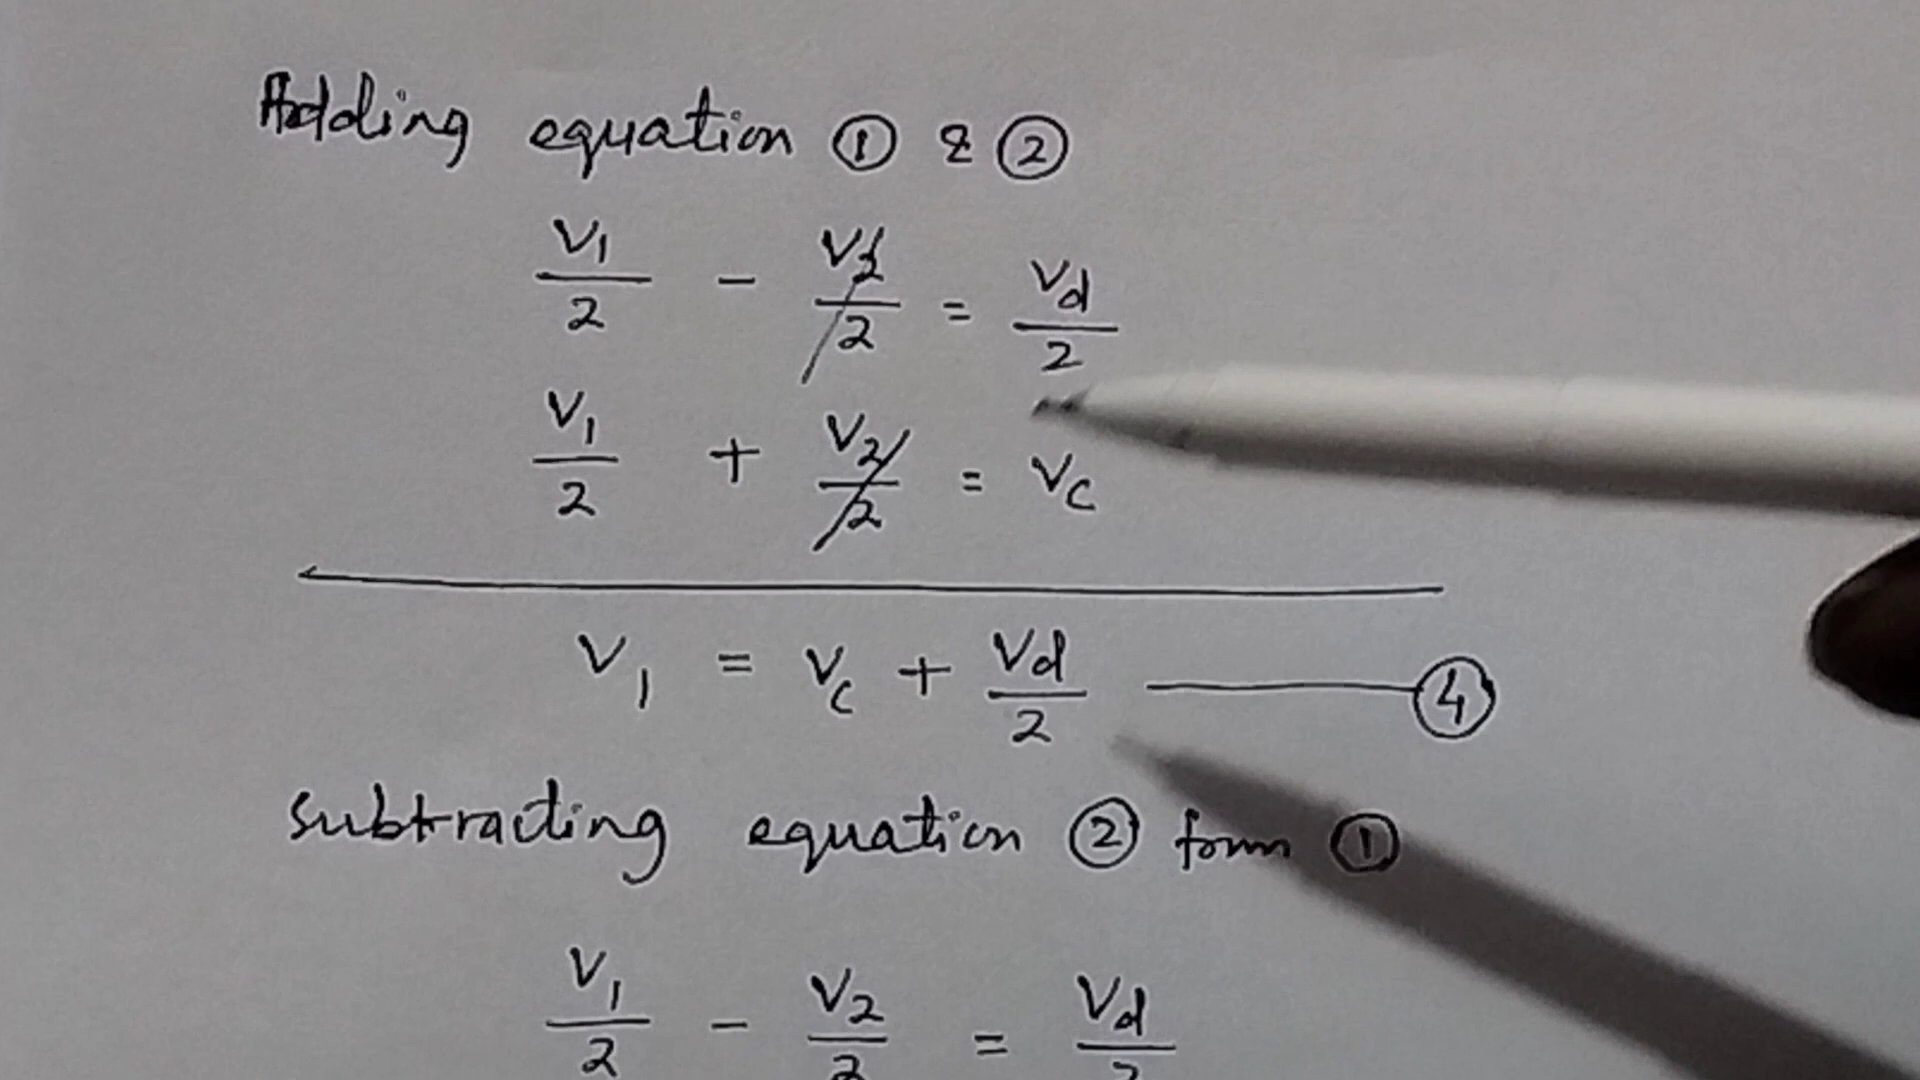 Adding equation ① & ②
V₁/2 - V₂/2 = Vd/2
V₁/2 + V₂/2 = Vc
V₁ = Vc + Vd/2 —— ④
subtracting equation ② form ①
V₁/2 - V₂/2 = Vd/2